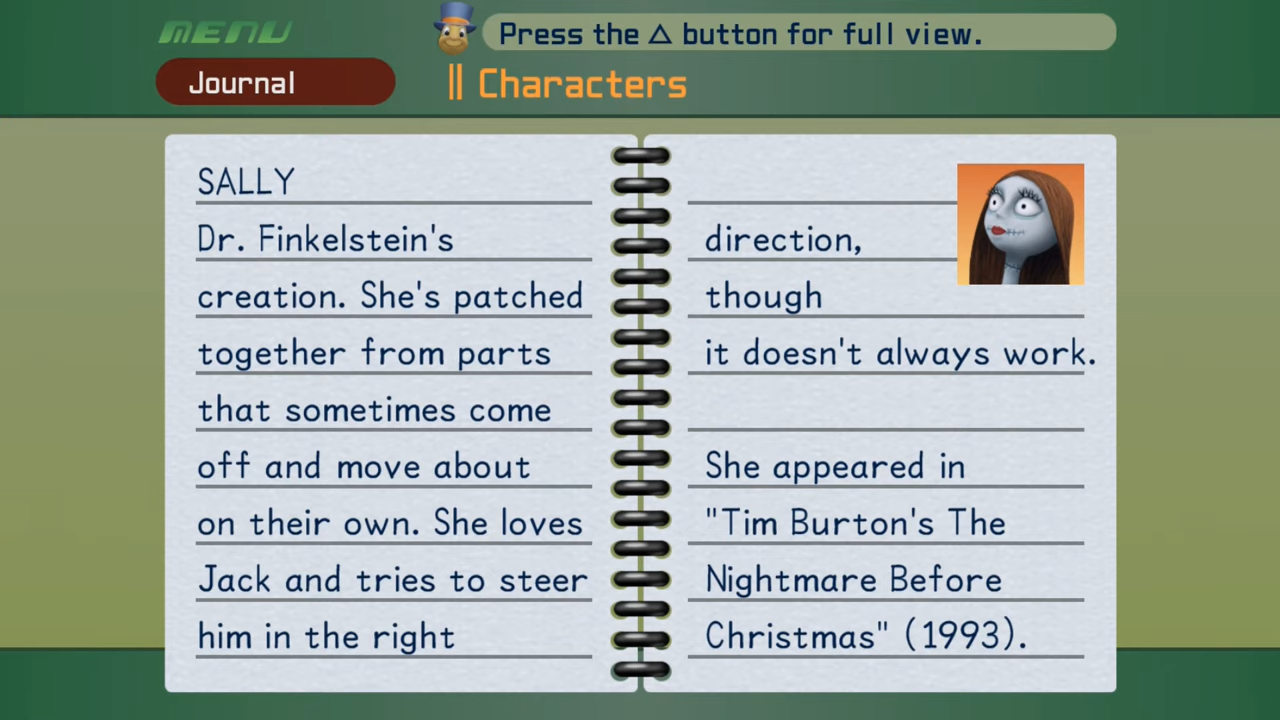 MENU
Press the △ button for full view.
Journal
Characters
SALLY
Dr. Finkelstein's
creation. She's patched
together from parts
that sometimes come
off and move about
on their own. She loves
Jack and tries to steer
him in the right
direction,
though
it doesn't always work.
She appeared in
"Tim Burton's The
Nightmare Before
Christmas" (1993).